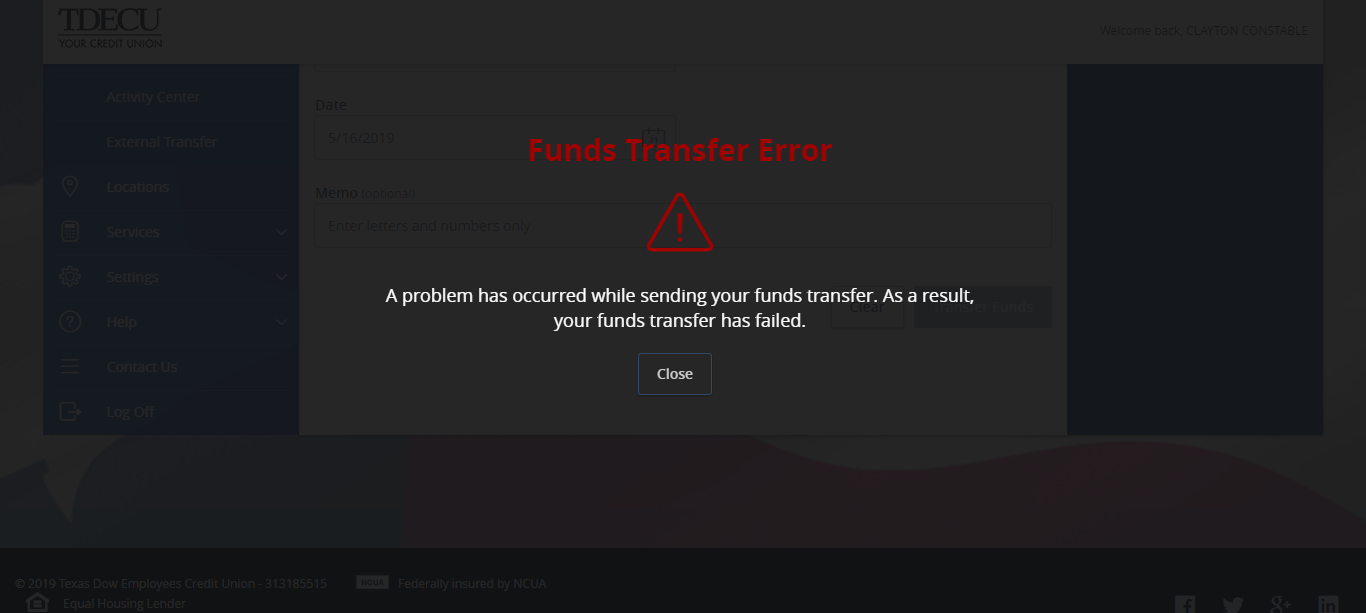 TDECU
YOUR CREDIT UNION
Welcome back, CLAYTON CONSTABLE
Activity Center
External Transfer
Locations
Services
Settings
Help
Contact Us
Log Off
Date
5/16/2019
Funds Transfer Error
Memo (optional)
Enter letters and numbers only
A problem has occurred while sending your funds transfer. As a result,
your funds transfer has failed.
Clear
Transfer Funds
Close
© 2019 Texas Dow Employees Credit Union - 313185515
NCUA
Federally insured by NCUA
Equal Housing Lender